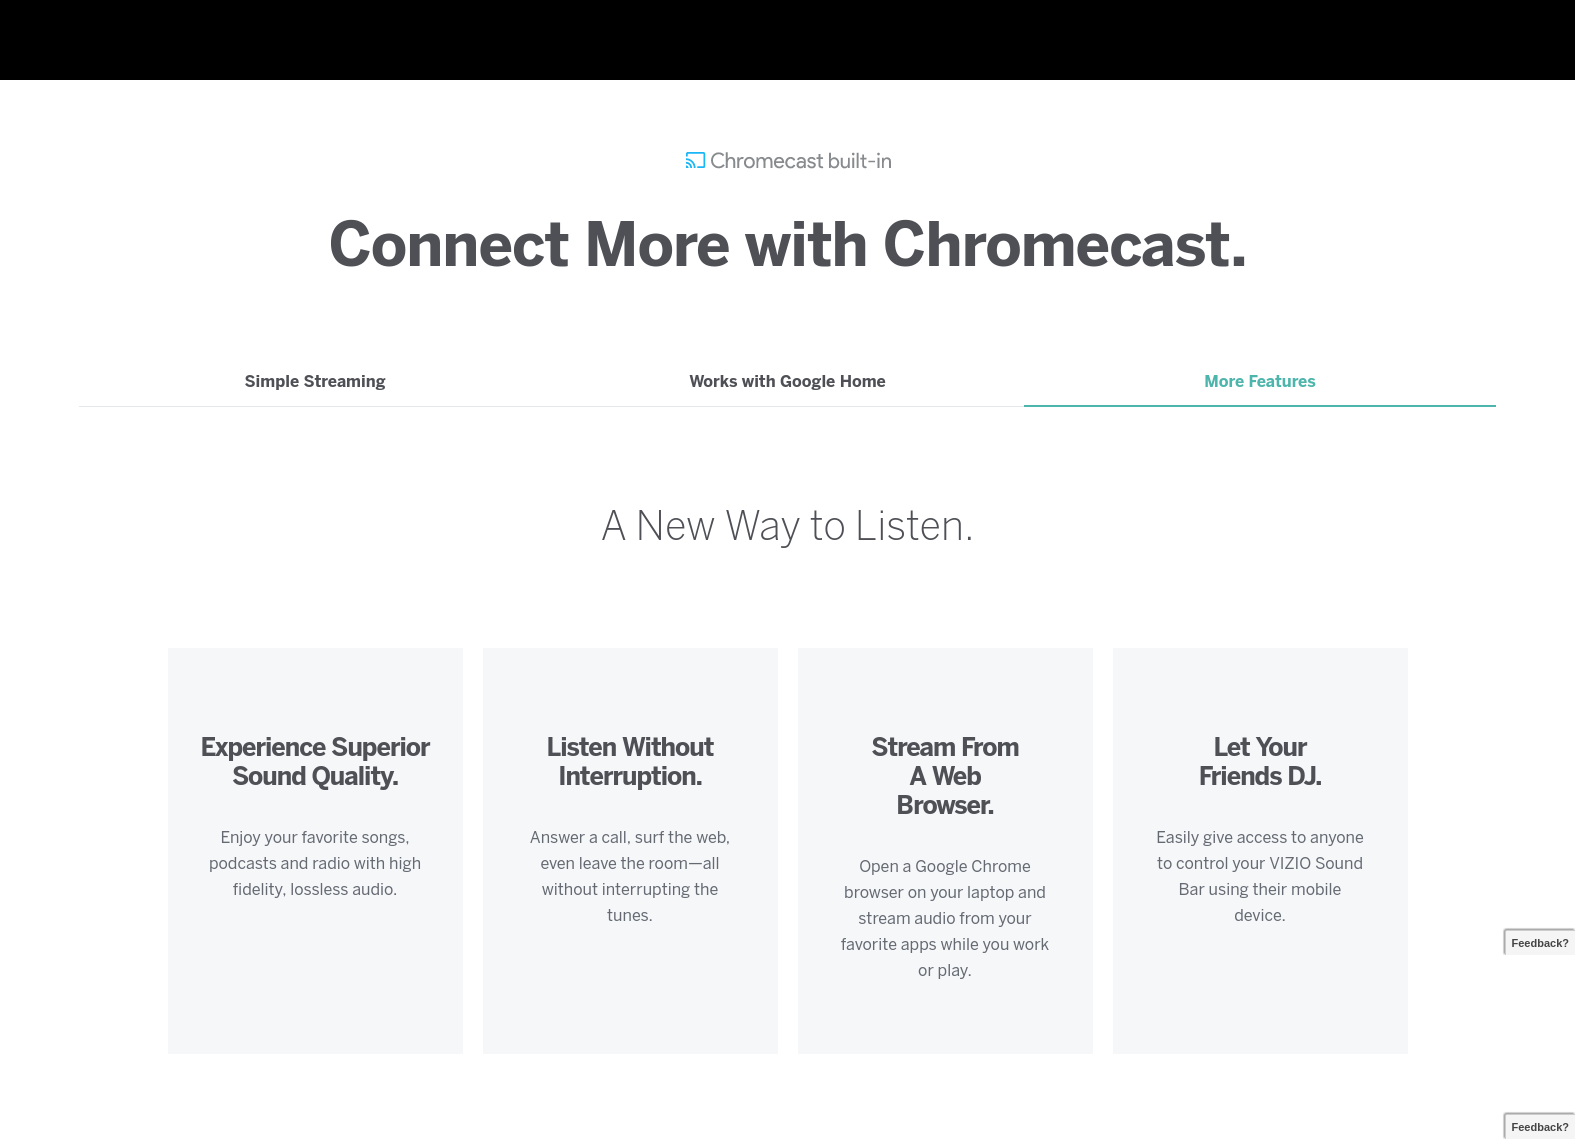 Chromecast built-in
Connect More with Chromecast.
Simple Streaming
Works with Google Home
More Features
A New Way to Listen.
Experience Superior
Sound Quality.
Enjoy your favorite songs,
podcasts and radio with high
fidelity, lossless audio.
Listen Without
Interruption.
Answer a call, surf the web,
even leave the room—all
without interrupting the
tunes.
Stream From
A Web
Browser.
Open a Google Chrome
browser on your laptop and
stream audio from your
favorite apps while you work
or play.
Let Your
Friends DJ.
Easily give access to anyone
to control your VIZIO Sound
Bar using their mobile
device.
Feedback?
Feedback?